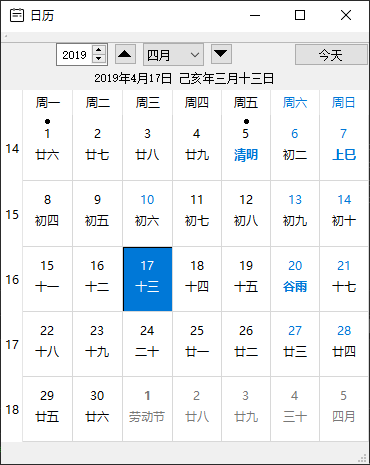 日历
2019 四月 今天
2019年4月17日 己亥年三月十三日
周一 周二 周三 周四 周五 周六 周日
14 1 2 3 4 5 6 7
廿六 廿七 廿八 廿九 清明 初二 上巳
15 8 9 10 11 12 13 14
初四 初五 初六 初七 初八 初九 初十
16 15 16 17 18 19 20 21
十一 十二 十三 十四 十五 谷雨 十七
17 22 23 24 25 26 27 28
十八 十九 二十 廿一 廿二 廿三 廿四
18 29 30 1 2 3 4 5
廿五 廿六 劳动节 廿八 廿九 三十 四月